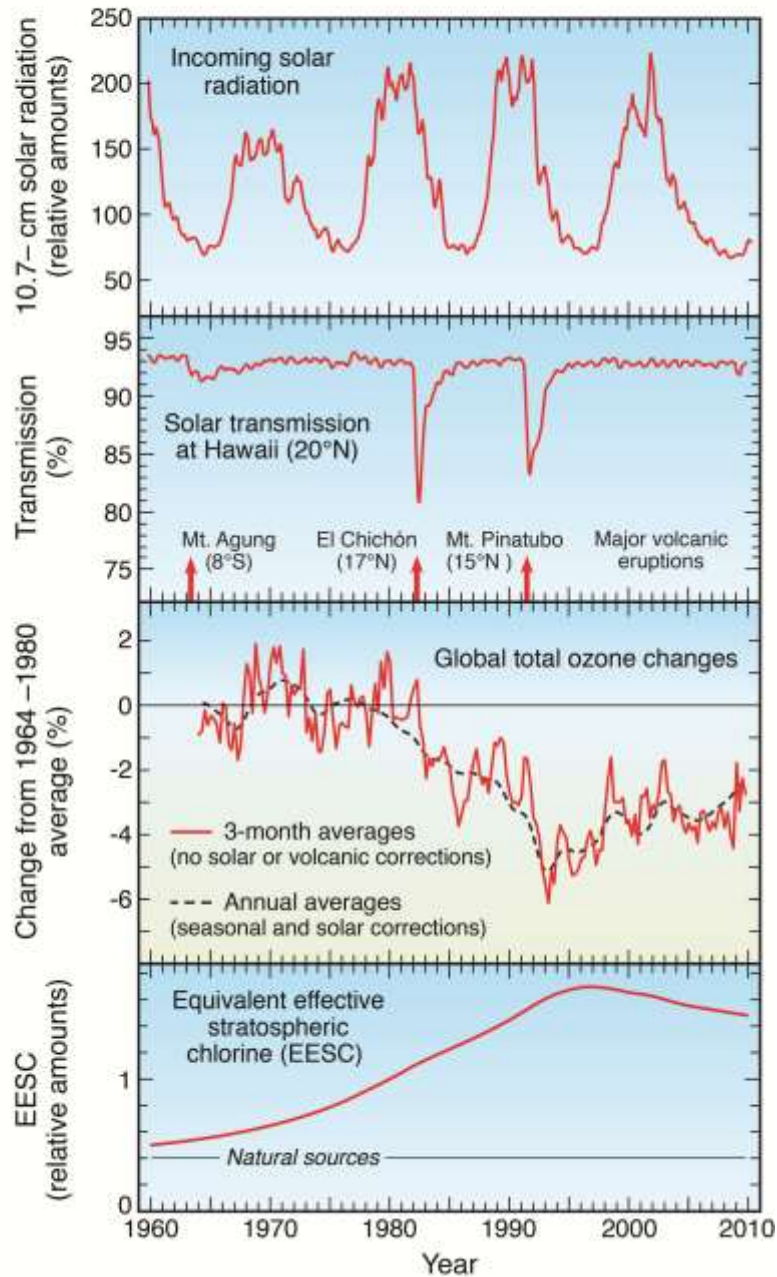 10.7– cm solar radiation
(relative amounts)
250
200
150
100
50
Incoming solar
radiation
Transmission
(%)
95
90
85
80
75
Solar transmission
at Hawaii (20°N)
Mt. Agung
(8°S)
El Chichón
(17°N)
Mt. Pinatubo
(15°N )
Major volcanic
eruptions
Change from 1964–1980
average (%)
2
0
-2
-4
-6
Global total ozone changes
3-month averages
(no solar or volcanic corrections)
Annual averages
(seasonal and solar corrections)
EESC
(relative amounts)
1
0
Equivalent effective
stratospheric
chlorine (EESC)
Natural sources
1960
1970
1980
1990
2000
2010
Year